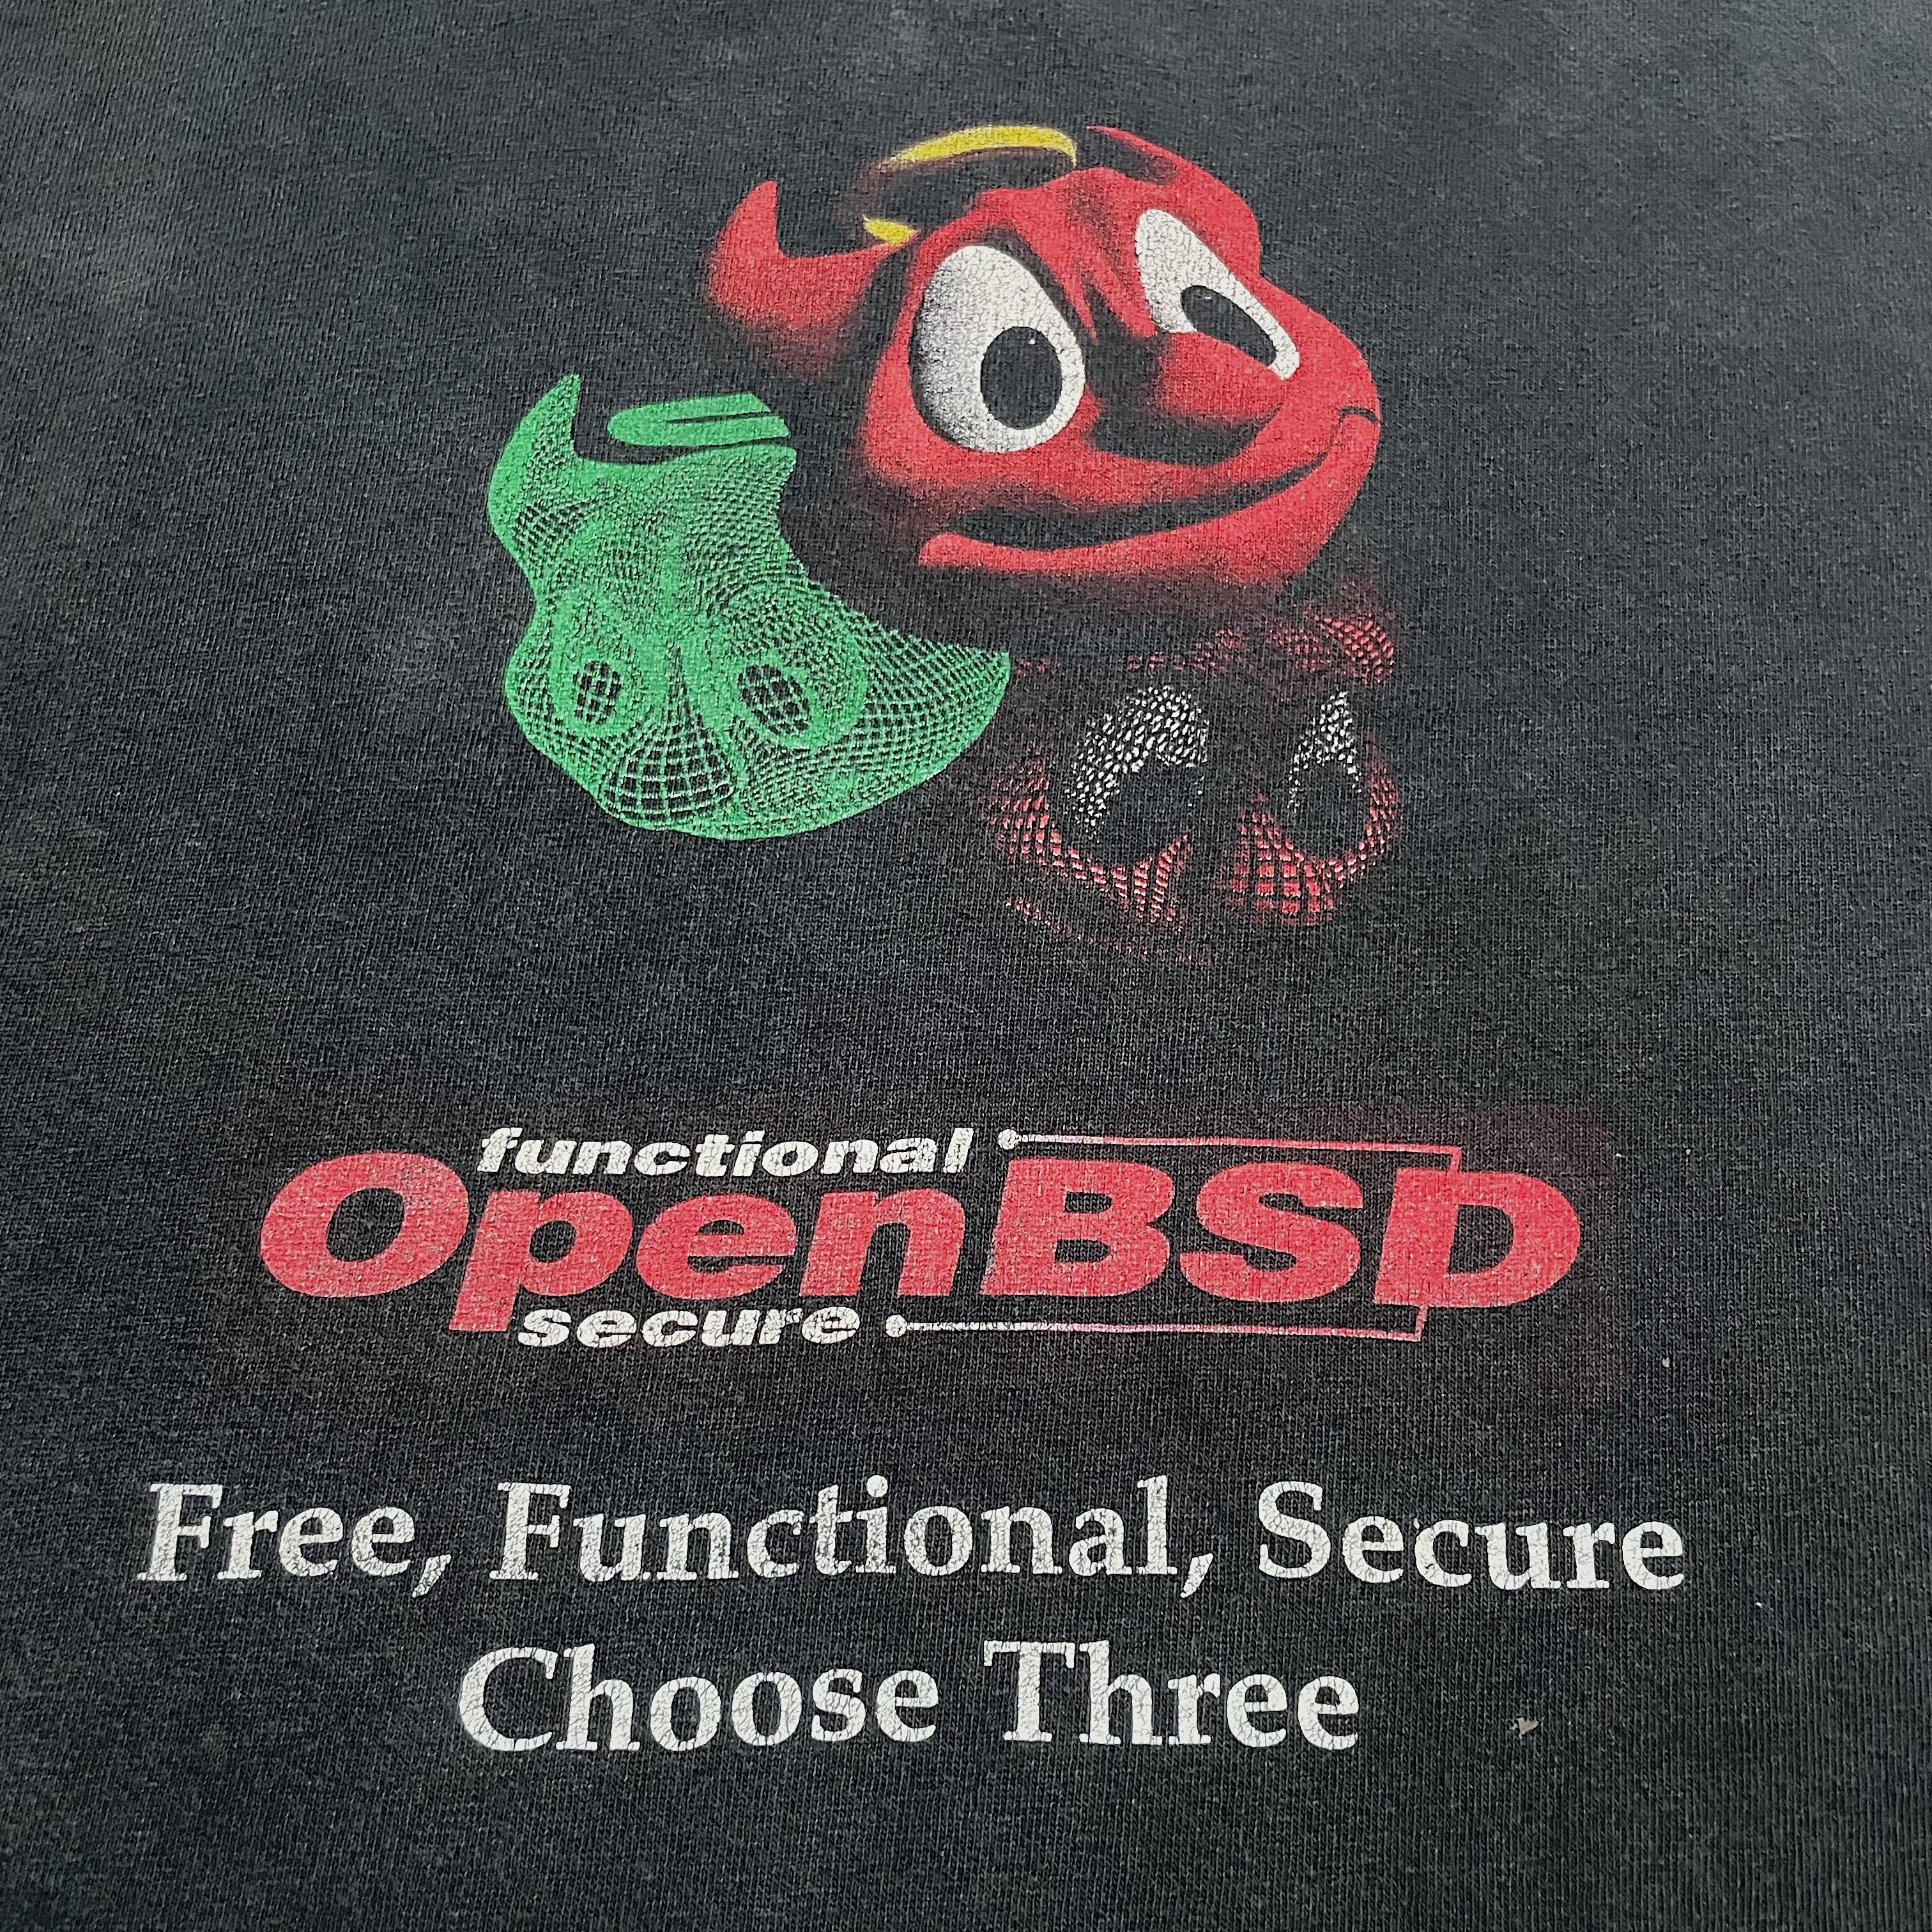 functional
OpenBSD
secure
Free, Functional, Secure
Choose Three